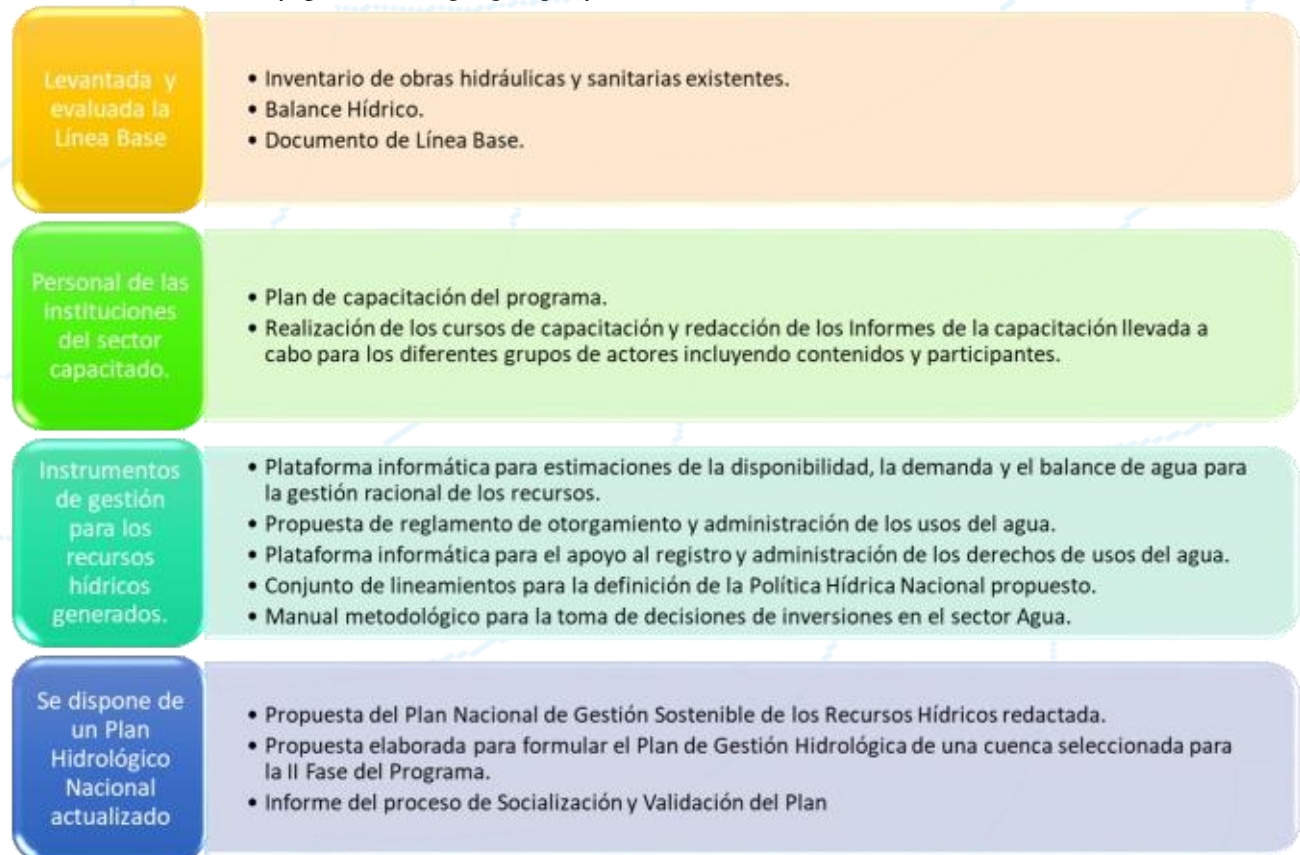 Levantada y
evaluada la
Línea Base
• Inventario de obras hidráulicas y sanitarias existentes.
• Balance Hídrico.
• Documento de Línea Base.
Personal de las
instituciones
del sector
capacitado.
• Plan de capacitación del programa.
• Realización de los cursos de capacitación y redacción de los Informes de la capacitación llevada a
cabo para los diferentes grupos de actores incluyendo contenidos y participantes.
Instrumentos
de gestión
para los
recursos
hídricos
generados.
• Plataforma informática para estimaciones de la disponibilidad, la demanda y el balance de agua para
la gestión racional de los recursos.
• Propuesta de reglamento de otorgamiento y administración de los usos del agua.
• Plataforma informática para el apoyo al registro y administración de los derechos de usos del agua.
• Conjunto de lineamientos para la definición de la Política Hídrica Nacional propuesto.
• Manual metodológico para la toma de decisiones de inversiones en el sector Agua.
Se dispone de
un Plan
Hidrológico
Nacional
actualizado
• Propuesta del Plan Nacional de Gestión Sostenible de los Recursos Hídricos redactada.
• Propuesta elaborada para formular el Plan de Gestión Hidrológica de una cuenca seleccionada para
la II Fase del Programa.
• Informe del proceso de Socialización y Validación del Plan